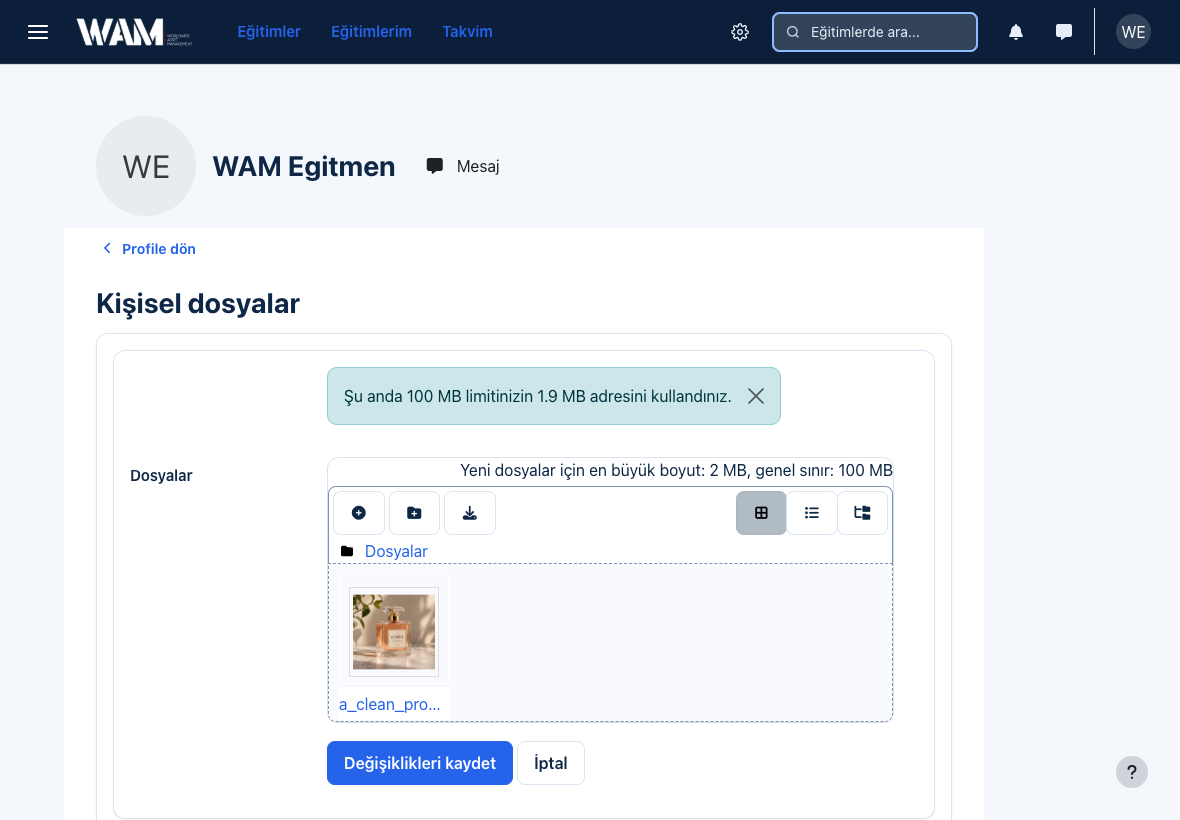 WAM
Eğitimler
Eğitimlerim
Takvim
Eğitimlerde ara...
WE
WE
WAM Egitmen
Mesaj
Profile dön
Kişisel dosyalar
Şu anda 100 MB limitinizin 1.9 MB adresini kullandınız.
Dosyalar
Yeni dosyalar için en büyük boyut: 2 MB, genel sınır: 100 MB
Dosyalar
a_clean_pro...
Değişiklikleri kaydet
İptal
?